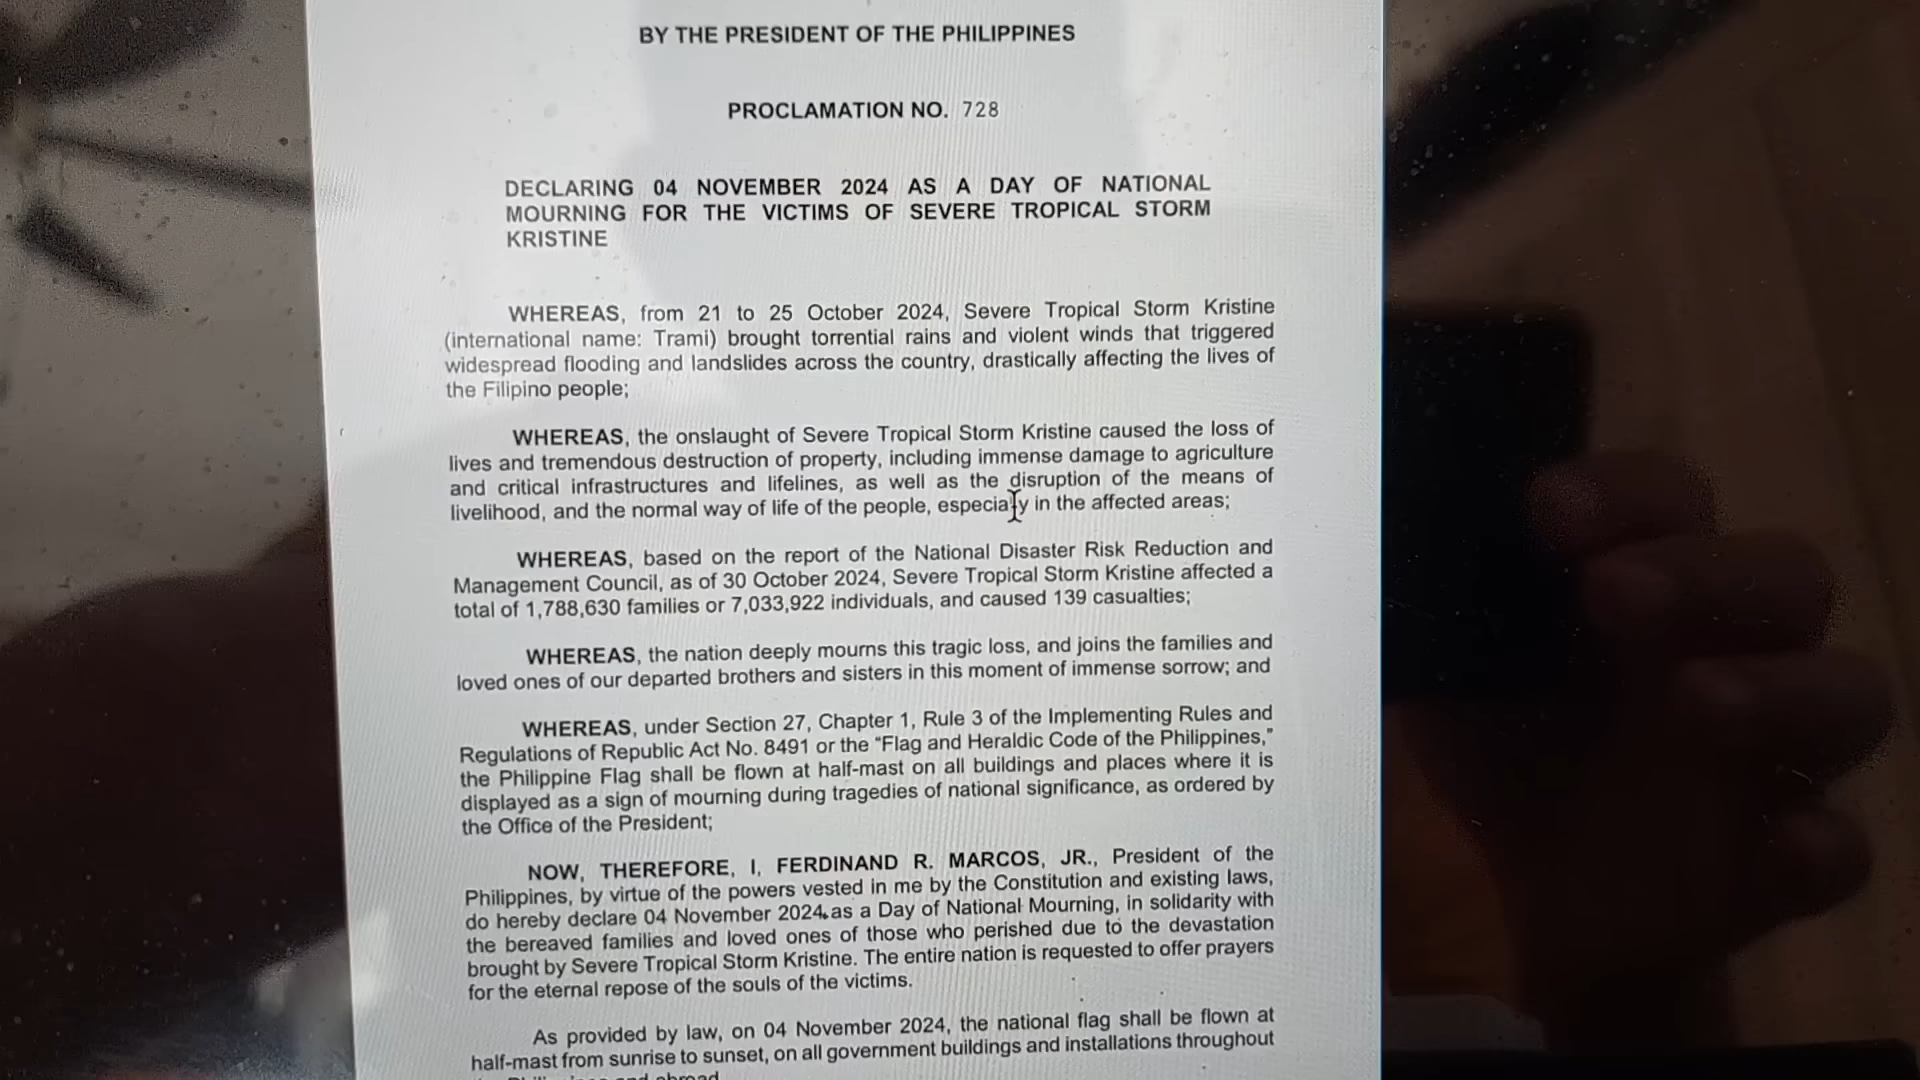 BY THE PRESIDENT OF THE PHILIPPINES
PROCLAMATION NO. 728
DECLARING 04 NOVEMBER 2024 AS A DAY OF NATIONAL
MOURNING FOR THE VICTIMS OF SEVERE TROPICAL STORM
KRISTINE
WHEREAS, from 21 to 25 October 2024, Severe Tropical Storm Kristine
(international name: Trami) brought torrential rains and violent winds that triggered
widespread flooding and landslides across the country, drastically affecting the lives of
the Filipino people;
WHEREAS, the onslaught of Severe Tropical Storm Kristine caused the loss of
lives and tremendous destruction of property, including immense damage to agriculture
and critical infrastructures and lifelines, as well as the disruption of the means of
livelihood, and the normal way of life of the people, especially in the affected areas;
WHEREAS, based on the report of the National Disaster Risk Reduction and
Management Council, as of 30 October 2024, Severe Tropical Storm Kristine affected a
total of 1,788,630 families or 7,033,922 individuals, and caused 139 casualties;
WHEREAS, the nation deeply mourns this tragic loss, and joins the families and
loved ones of our departed brothers and sisters in this moment of immense sorrow; and
WHEREAS, under Section 27, Chapter 1, Rule 3 of the Implementing Rules and
Regulations of Republic Act No. 8491 or the “Flag and Heraldic Code of the Philippines,”
the Philippine Flag shall be flown at half-mast on all buildings and places where it is
displayed as a sign of mourning during tragedies of national significance, as ordered by
the Office of the President;
NOW, THEREFORE, I, FERDINAND R. MARCOS, JR., President of the
Philippines, by virtue of the powers vested in me by the Constitution and existing laws,
do hereby declare 04 November 2024 as a Day of National Mourning, in solidarity with
the bereaved families and loved ones of those who perished due to the devastation
brought by Severe Tropical Storm Kristine. The entire nation is requested to offer prayers
for the eternal repose of the souls of the victims.
As provided by law, on 04 November 2024, the national flag shall be flown at
half-mast from sunrise to sunset, on all government buildings and installations throughout